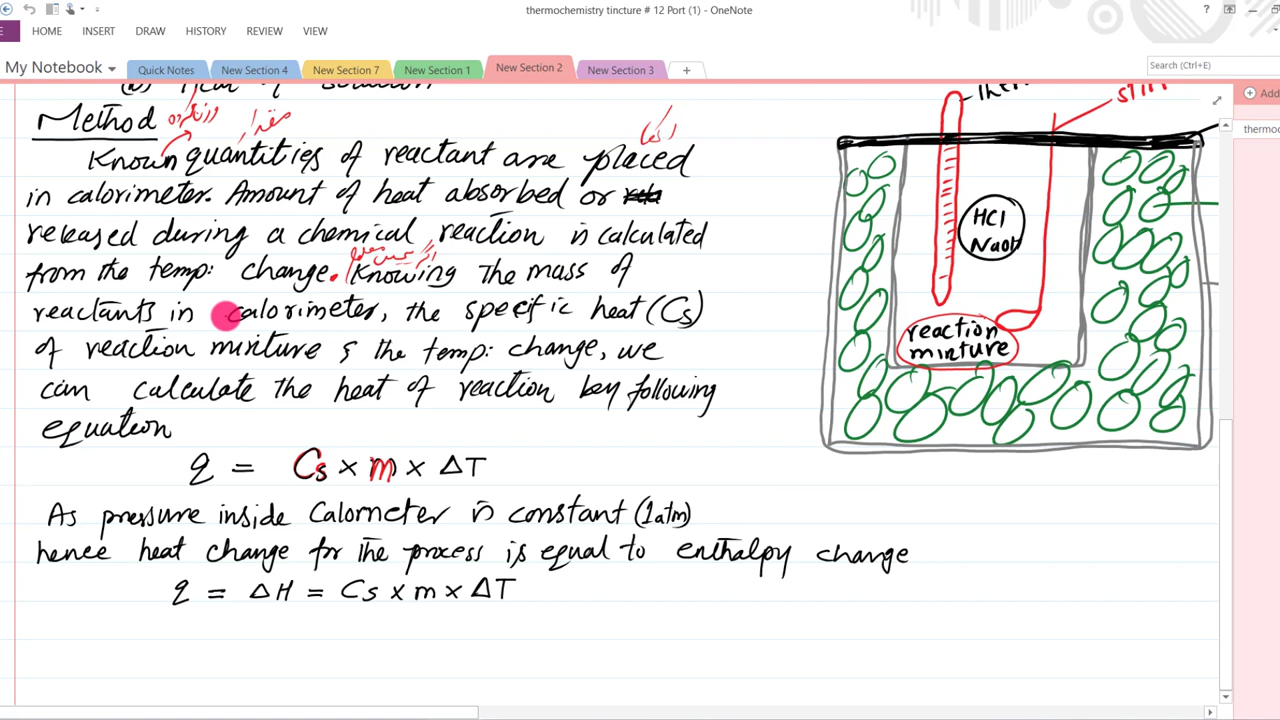 thermochemistry tincture # 12 Port (1) - OneNote
HOME INSERT DRAW HISTORY REVIEW VIEW
My Notebook Quick Notes New Section 4 New Section 7 New Section 1 New Section 2 New Section 3 +
Search (Ctrl+E)
Add
thermoc
Method
مقدار
Known quantities of reactant are placed
in calorimeter. Amount of heat absorbed or
released during a chemical reaction is calculated
from the temp: change. Knowing the mass of
reactants in calorimeter, the specific heat (Cs)
of reaction mixture & the temp: change, we
can calculate the heat of reaction by following
equation
q = Cs × m × ΔT
As pressure inside Calormeter is constant (1atm)
hence heat change for the process is equal to enthalpy change
q = ΔH = Cs × m × ΔT
HCl
NaoH
reaction
mixture